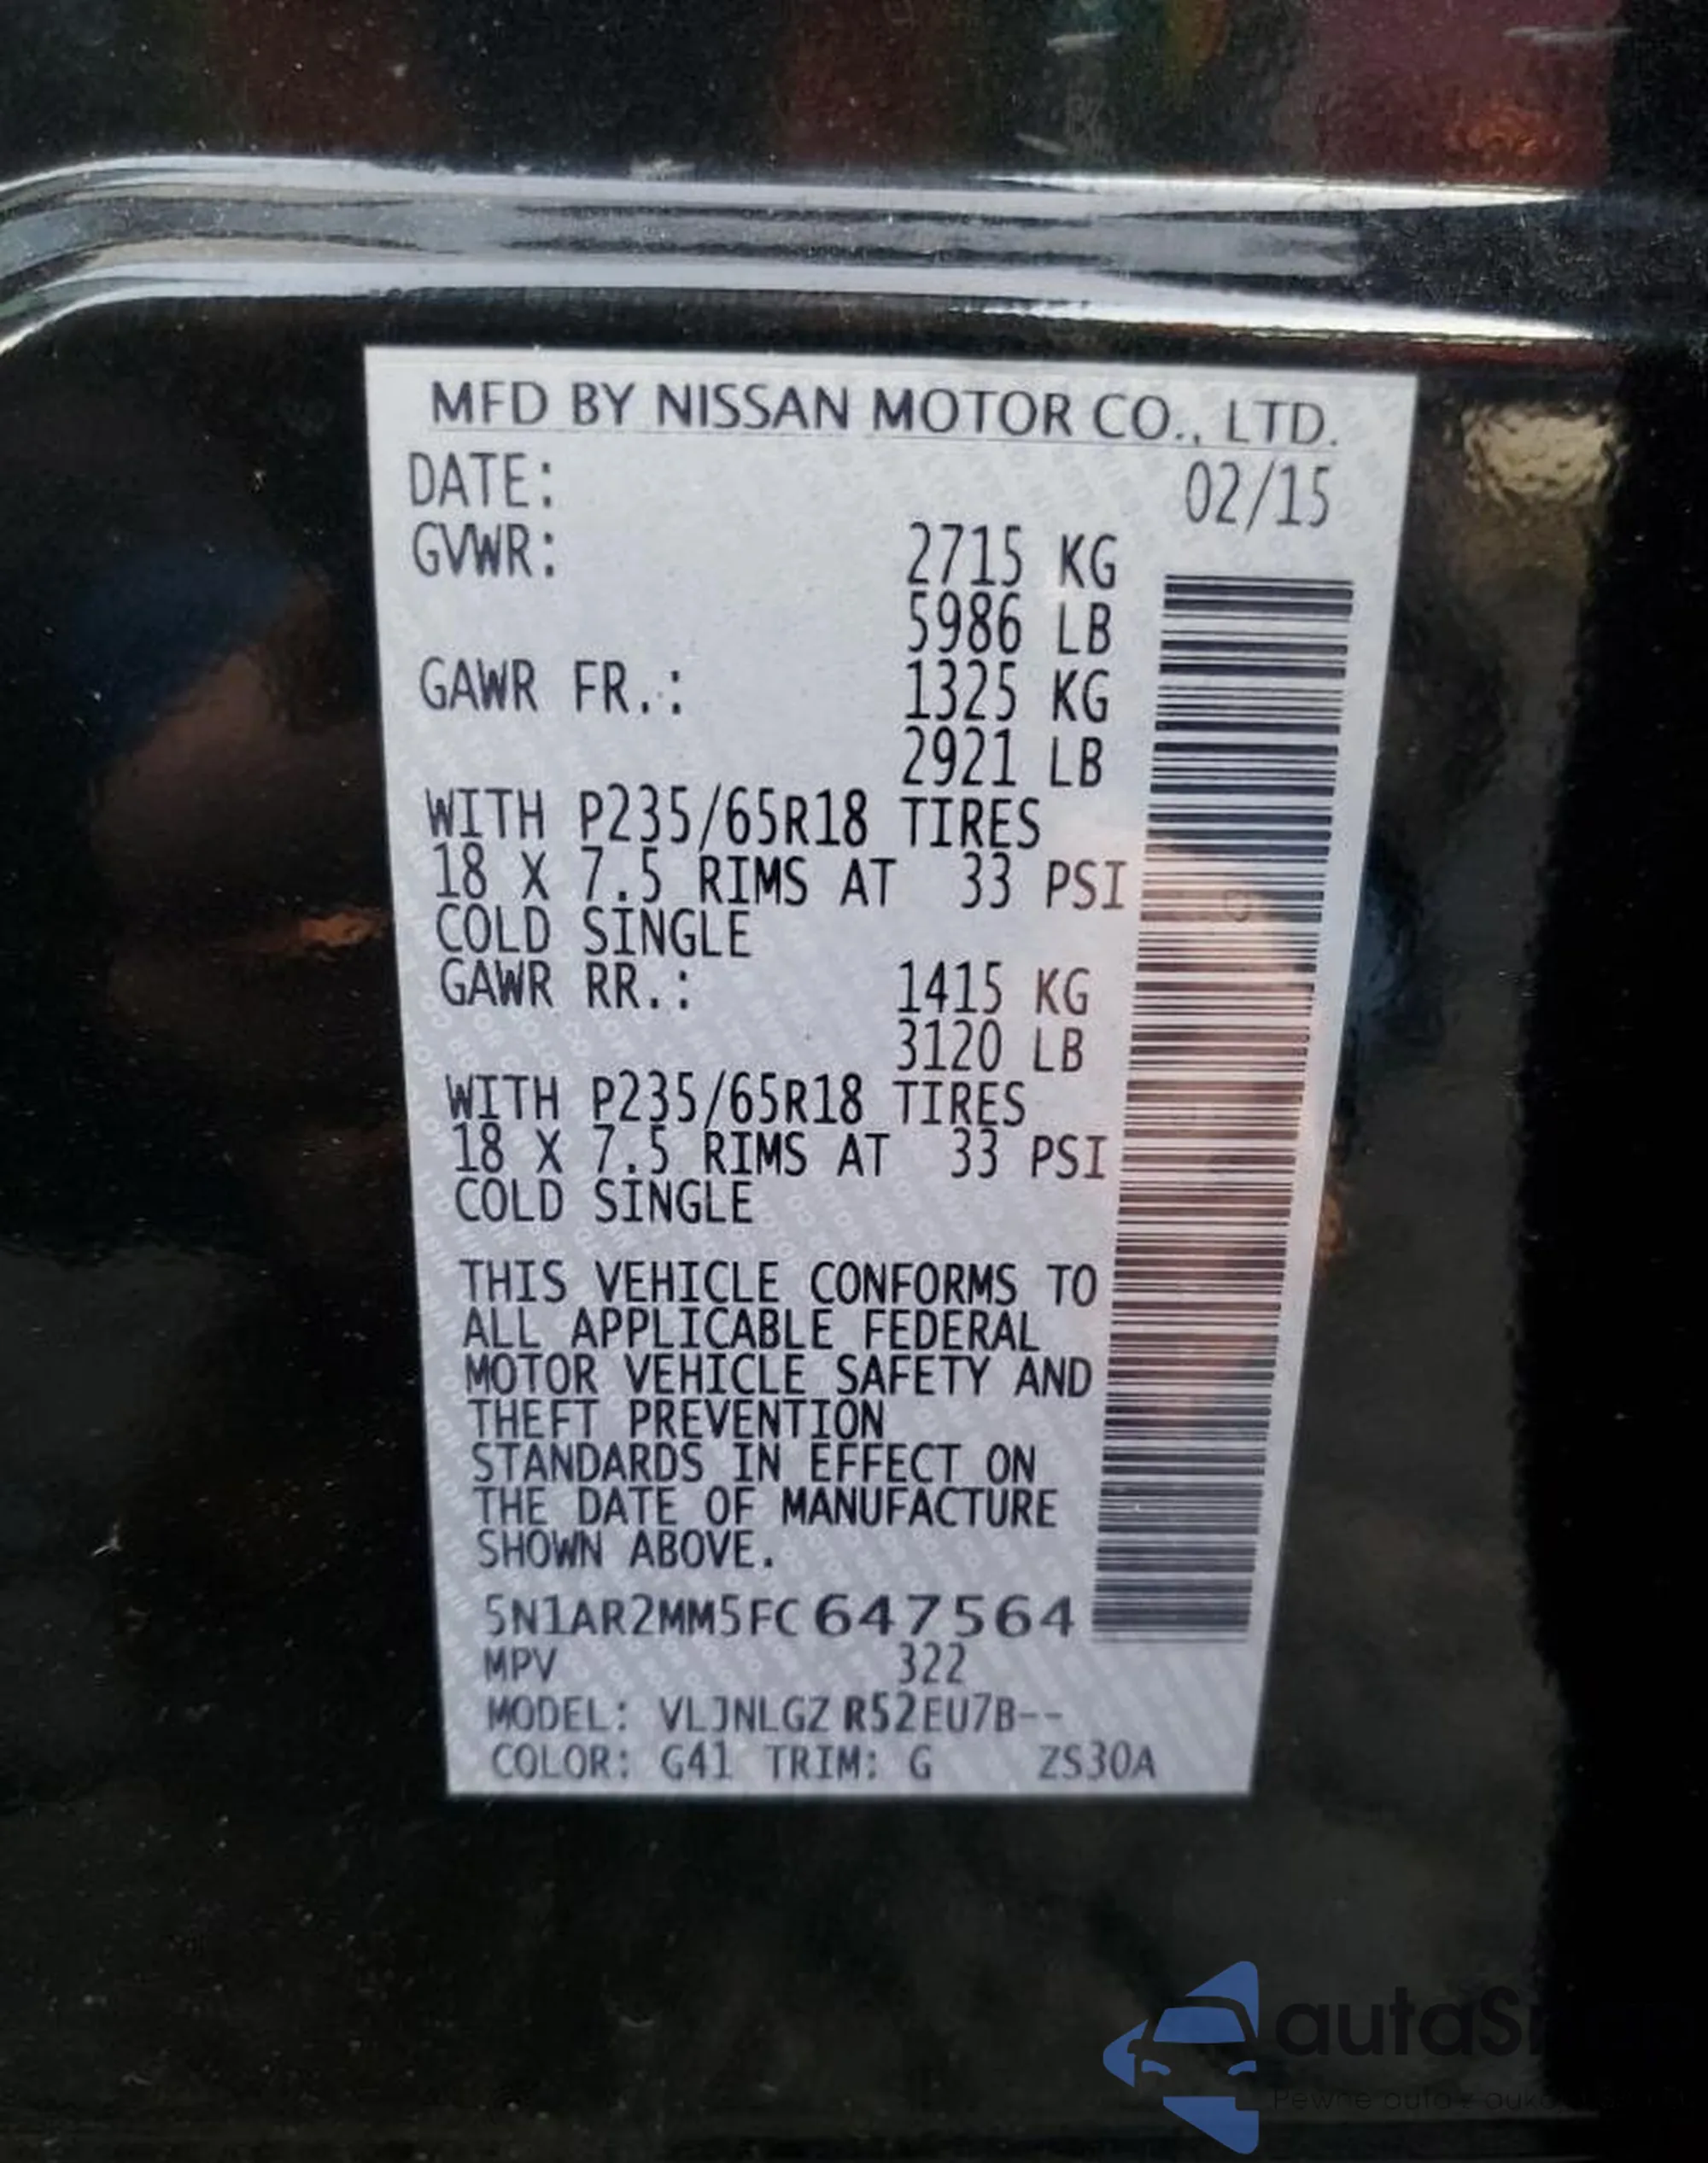 MFD BY NISSAN MOTOR CO., LTD.
DATE: 02/15
GVWR: 2715 KG
5986 LB
GAWR FR.: 1325 KG
2921 LB
WITH P235/65R18 TIRES
18 X 7.5 RIMS AT 33 PSI
COLD SINGLE
GAWR RR.: 1415 KG
3120 LB
WITH P235/65R18 TIRES
18 X 7.5 RIMS AT 33 PSI
COLD SINGLE
THIS VEHICLE CONFORMS TO
ALL APPLICABLE FEDERAL
MOTOR VEHICLE SAFETY AND
THEFT PREVENTION
STANDARDS IN EFFECT ON
THE DATE OF MANUFACTURE
SHOWN ABOVE.
5N1AR2MM5FC647564
MPV 322
MODEL: VLJNLGZ R52EU7B--
COLOR: G41 TRIM: G ZS30A
Pewne auta z